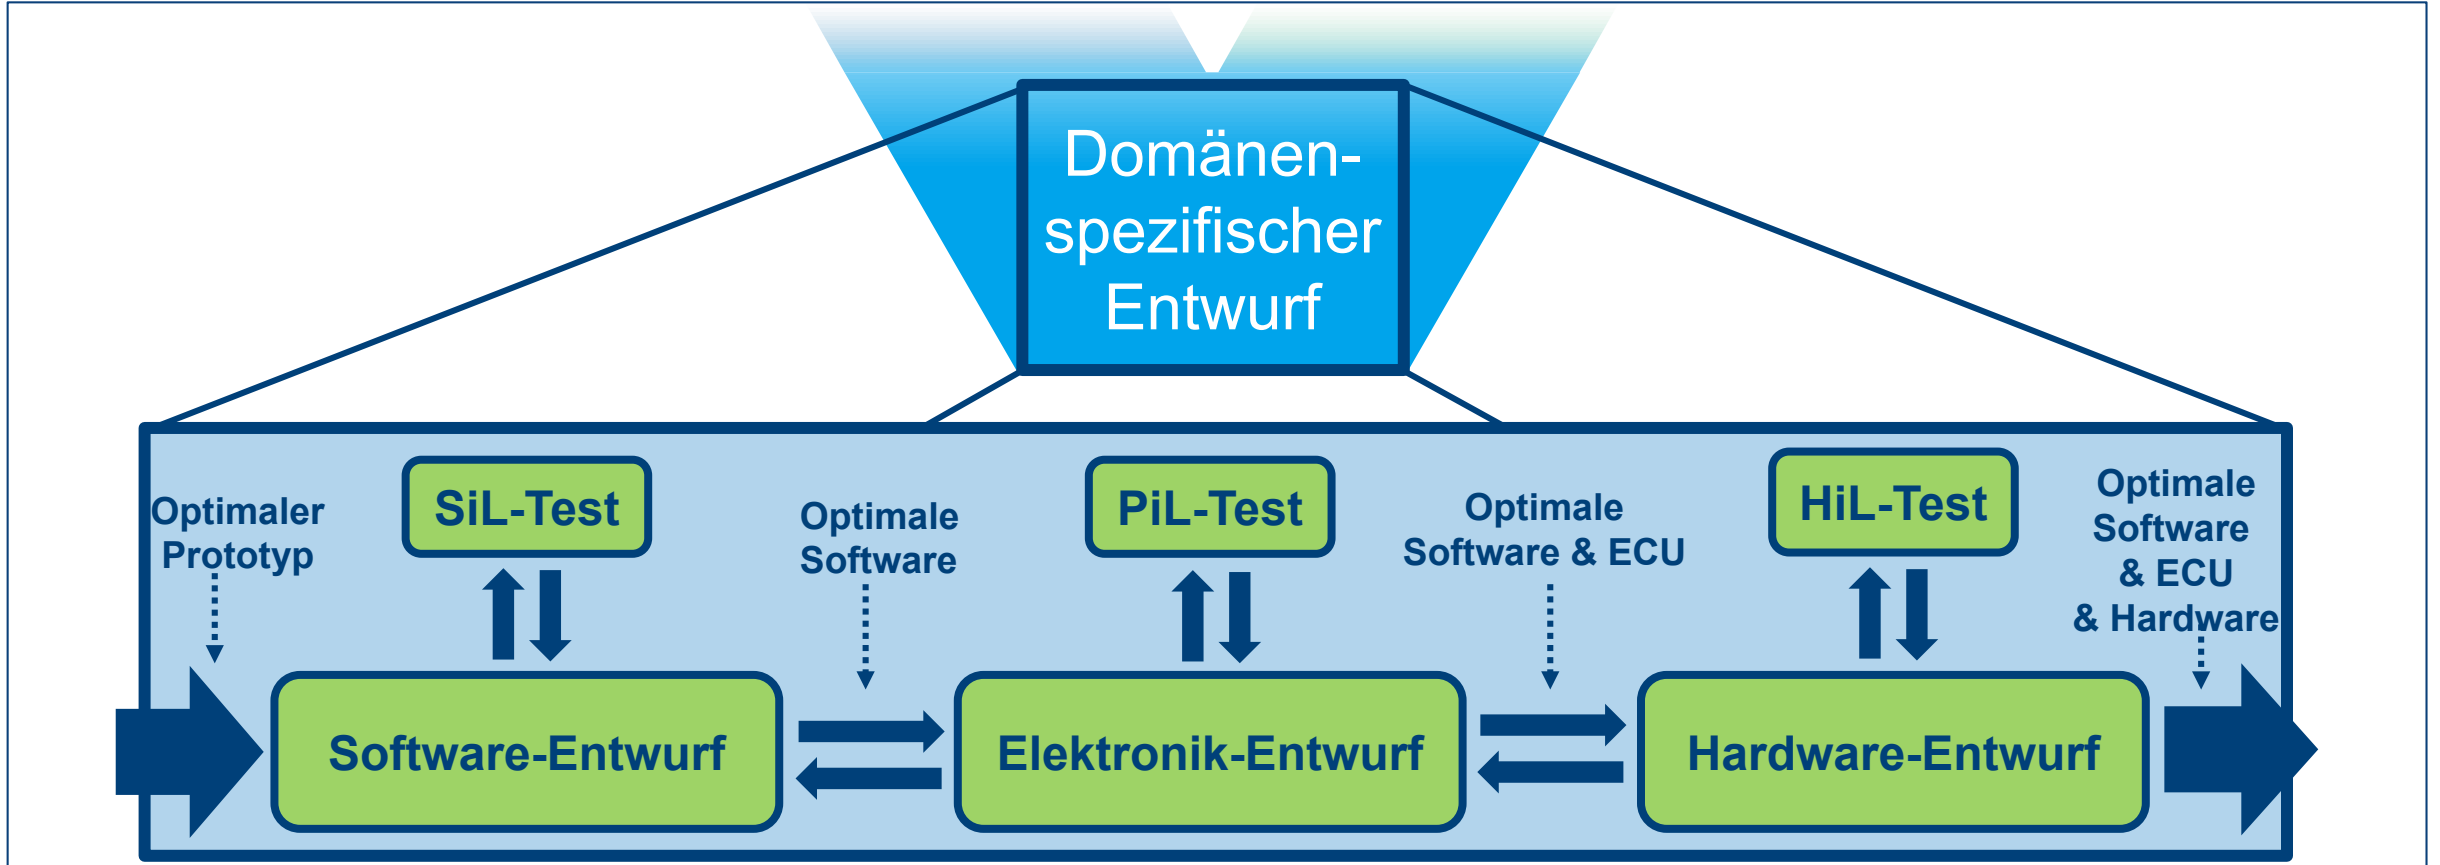 Domänen-
spezifischer
Entwurf
Optimaler
Prototyp
SiL-Test
Optimale
Software
PiL-Test
Optimale
Software & ECU
HiL-Test
Optimale
Software
& ECU
& Hardware
Software-Entwurf
Elektronik-Entwurf
Hardware-Entwurf